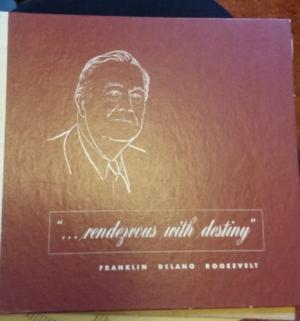 "... rendezvous with destiny"
FRANKLIN DELANO ROOSEVELT